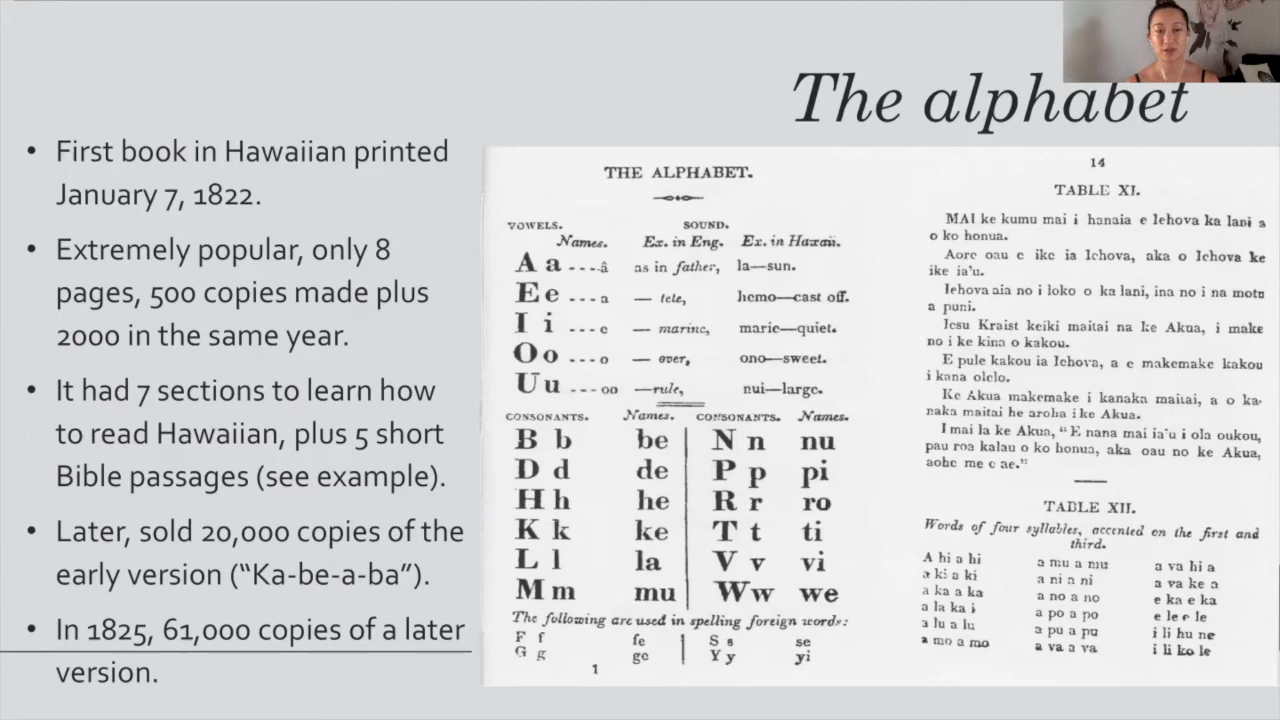 The alphabet
• First book in Hawaiian printed
January 7, 1822.
• Extremely popular, only 8
pages, 500 copies made plus
2000 in the same year.
• It had 7 sections to learn how
to read Hawaiian, plus 5 short
Bible passages (see example).
• Later, sold 20,000 copies of the
early version (“Ka-be-a-ba”).
• In 1825, 61,000 copies of a later
version.
THE ALPHABET.
VOWELS. SOUND.
Names. Ex. in Eng. Ex. in Hawaii.
A a ----â as in father, la—sun.
E e ---a — tete, hemo—cast off.
I i ---e — marine, marie—quiet.
O o ---o — over, ono—sweet.
U u ---oo —rule, nui—large.
CONSONANTS. Names. CONSONANTS. Names.
B b be N n nu
D d de P p pi
H h he R r ro
K k ke T t ti
L l la V v vi
M m mu W w we
The following are used in spelling foreign words:
F f fe S s se
G g ge Y y yi
1
14
TABLE XI.
MAI ke kumu mai i hanaia e Iehova ka lani a
o ko honua.
Aore oau e ike ia Iehova, aka o Iehova ke
ike ia'u.
Iehova aia no i loko o ka lani, ina no i na motu
a puni.
Iesu Kraist keiki maitai na ke Akua, i make
no i ke kina o kakou.
E pule kakou ia Iehova, a e makemake kakou
i kana olelo.
Ke Akua makemake i kanaka maitai, a o ka-
naka maitai he aroha i ke Akua.
I mai la ke Akua, “ E nana mai ia'u i ola oukou,
pau roa kalau o ko honua, aka oau no ke Akua,
aohe me e ae.”
TABLE XII.
Words of four syllables, accented on the first and
third.
A hi a hi a mu a mu a va hi a
a ki a ki a ni a ni a va ke a
a ka a ka a no a no e ka e ka
a la ka i a po a po e le e le
a lu a lu a pu a pu i li hu ne
a mo a mo a va a va i li ko le